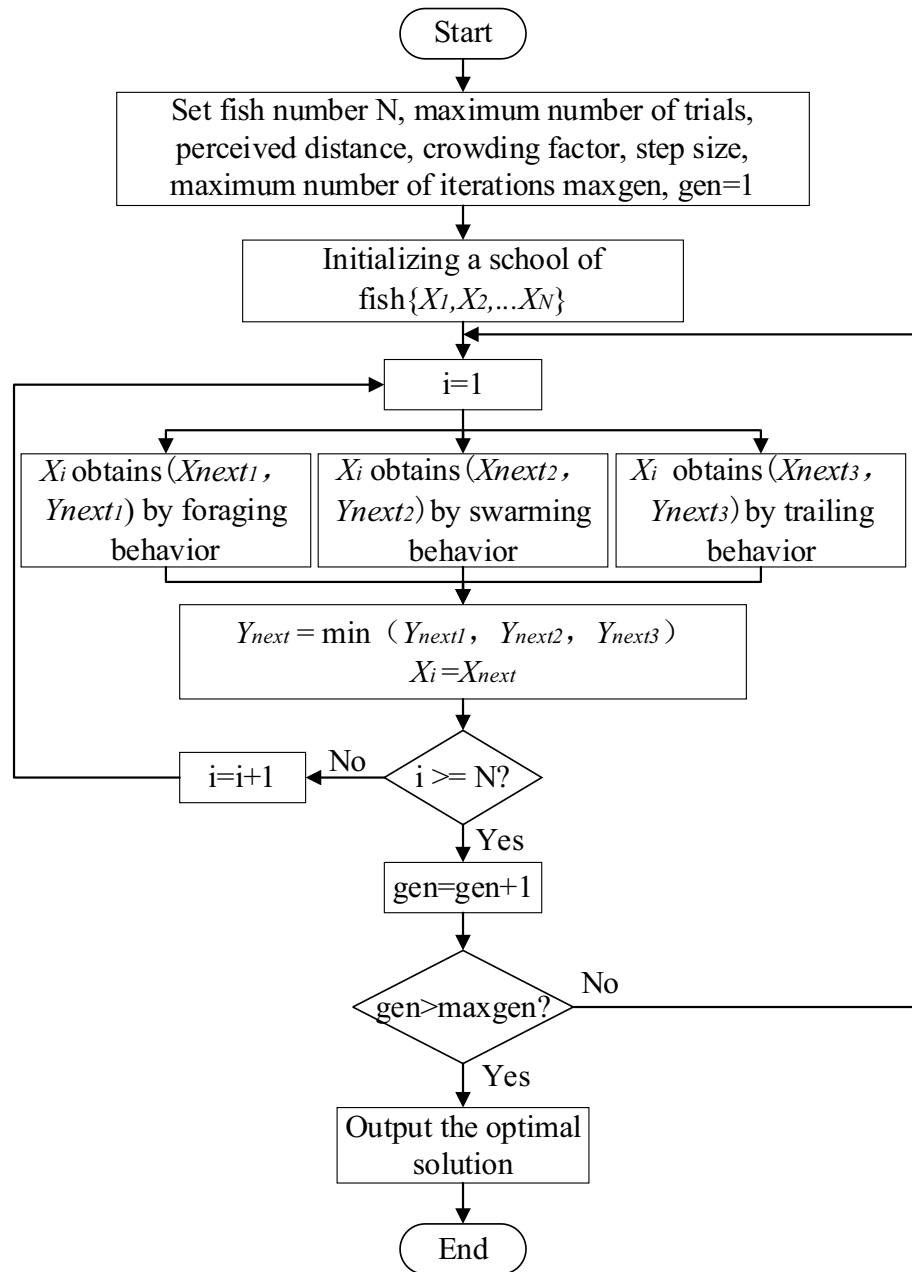 Start
Set fish number N, maximum number of trials,
perceived distance, crowding factor, step size,
maximum number of iterations maxgen, gen=1
Initializing a school of
fish{X1,X2,...XN}
i=1
Xi obtains(Xnext1,
Ynext1) by foraging
behavior
Xi obtains(Xnext2,
Ynext2) by swarming
behavior
Xi obtains(Xnext3,
Ynext3) by trailing
behavior
Ynext = min（Ynext1，Ynext2，Ynext3）
Xi =Xnext
i >= N?
No
i=i+1
Yes
gen=gen+1
gen>maxgen?
No
Yes
Output the optimal
solution
End